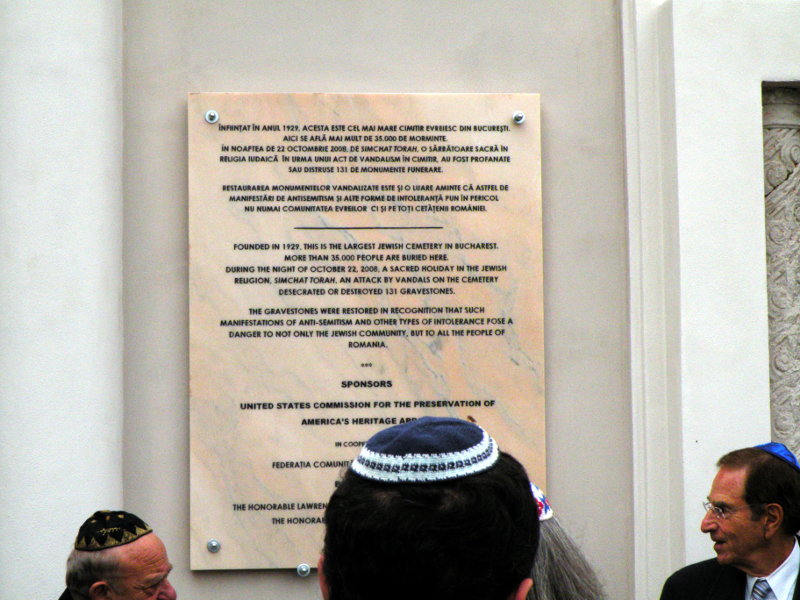 ÎNFIINȚAT ÎN ANUL 1929, ACESTA ESTE CEL MAI MARE CIMITIR EVREIESC DIN BUCUREȘTI.
AICI SE AFLĂ MAI MULT DE 35.000 DE MORMINTE.
ÎN NOAPTEA DE 22 OCTOMBRIE 2008, DE SIMCHAT TORAH, O SĂRBĂTOARE SACRĂ ÎN
RELIGIA IUDAICĂ ÎN URMA UNUI ACT DE VANDALISM ÎN CIMITIR, AU FOST PROFANATE
SAU DISTRUSE 131 DE MONUMENTE FUNERARE.
RESTAURAREA MONUMENTELOR VANDALIZATE ESTE ȘI O LUARE AMINTE CĂ ASTFEL DE
MANIFESTĂRI DE ANTISEMITISM ȘI ALTE FORME DE INTOLERANȚĂ PUN ÎN PERICOL
NU NUMAI COMUNITATEA EVREILOR CI ȘI PE TOȚI CETĂȚENII ROMÂNIEI.
FOUNDED IN 1929, THIS IS THE LARGEST JEWISH CEMETERY IN BUCHAREST.
MORE THAN 35.000 PEOPLE ARE BURIED HERE.
DURING THE NIGHT OF OCTOBER 22, 2008, A SACRED HOLIDAY IN THE JEWISH
RELIGION, SIMCHAT TORAH, AN ATTACK BY VANDALS ON THE CEMETERY
DESECRATED OR DESTROYED 131 GRAVESTONES.
THE GRAVESTONES WERE RESTORED IN RECOGNITION THAT SUCH
MANIFESTATIONS OF ANTI-SEMITISM AND OTHER TYPES OF INTOLERANCE POSE A
DANGER TO NOT ONLY THE JEWISH COMMUNITY, BUT TO ALL THE PEOPLE OF
ROMANIA.
***
SPONSORS
UNITED STATES COMMISSION FOR THE PRESERVATION OF
AMERICA'S HERITAGE
IN
FEDERAȚIA
THE HONORABLE
THE